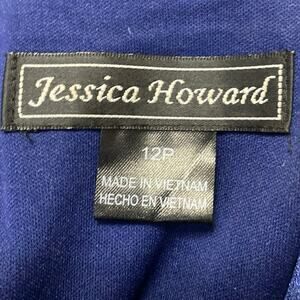 Jessica Howard
12P
MADE IN VIETNAM
HECHO EN VIETNAM